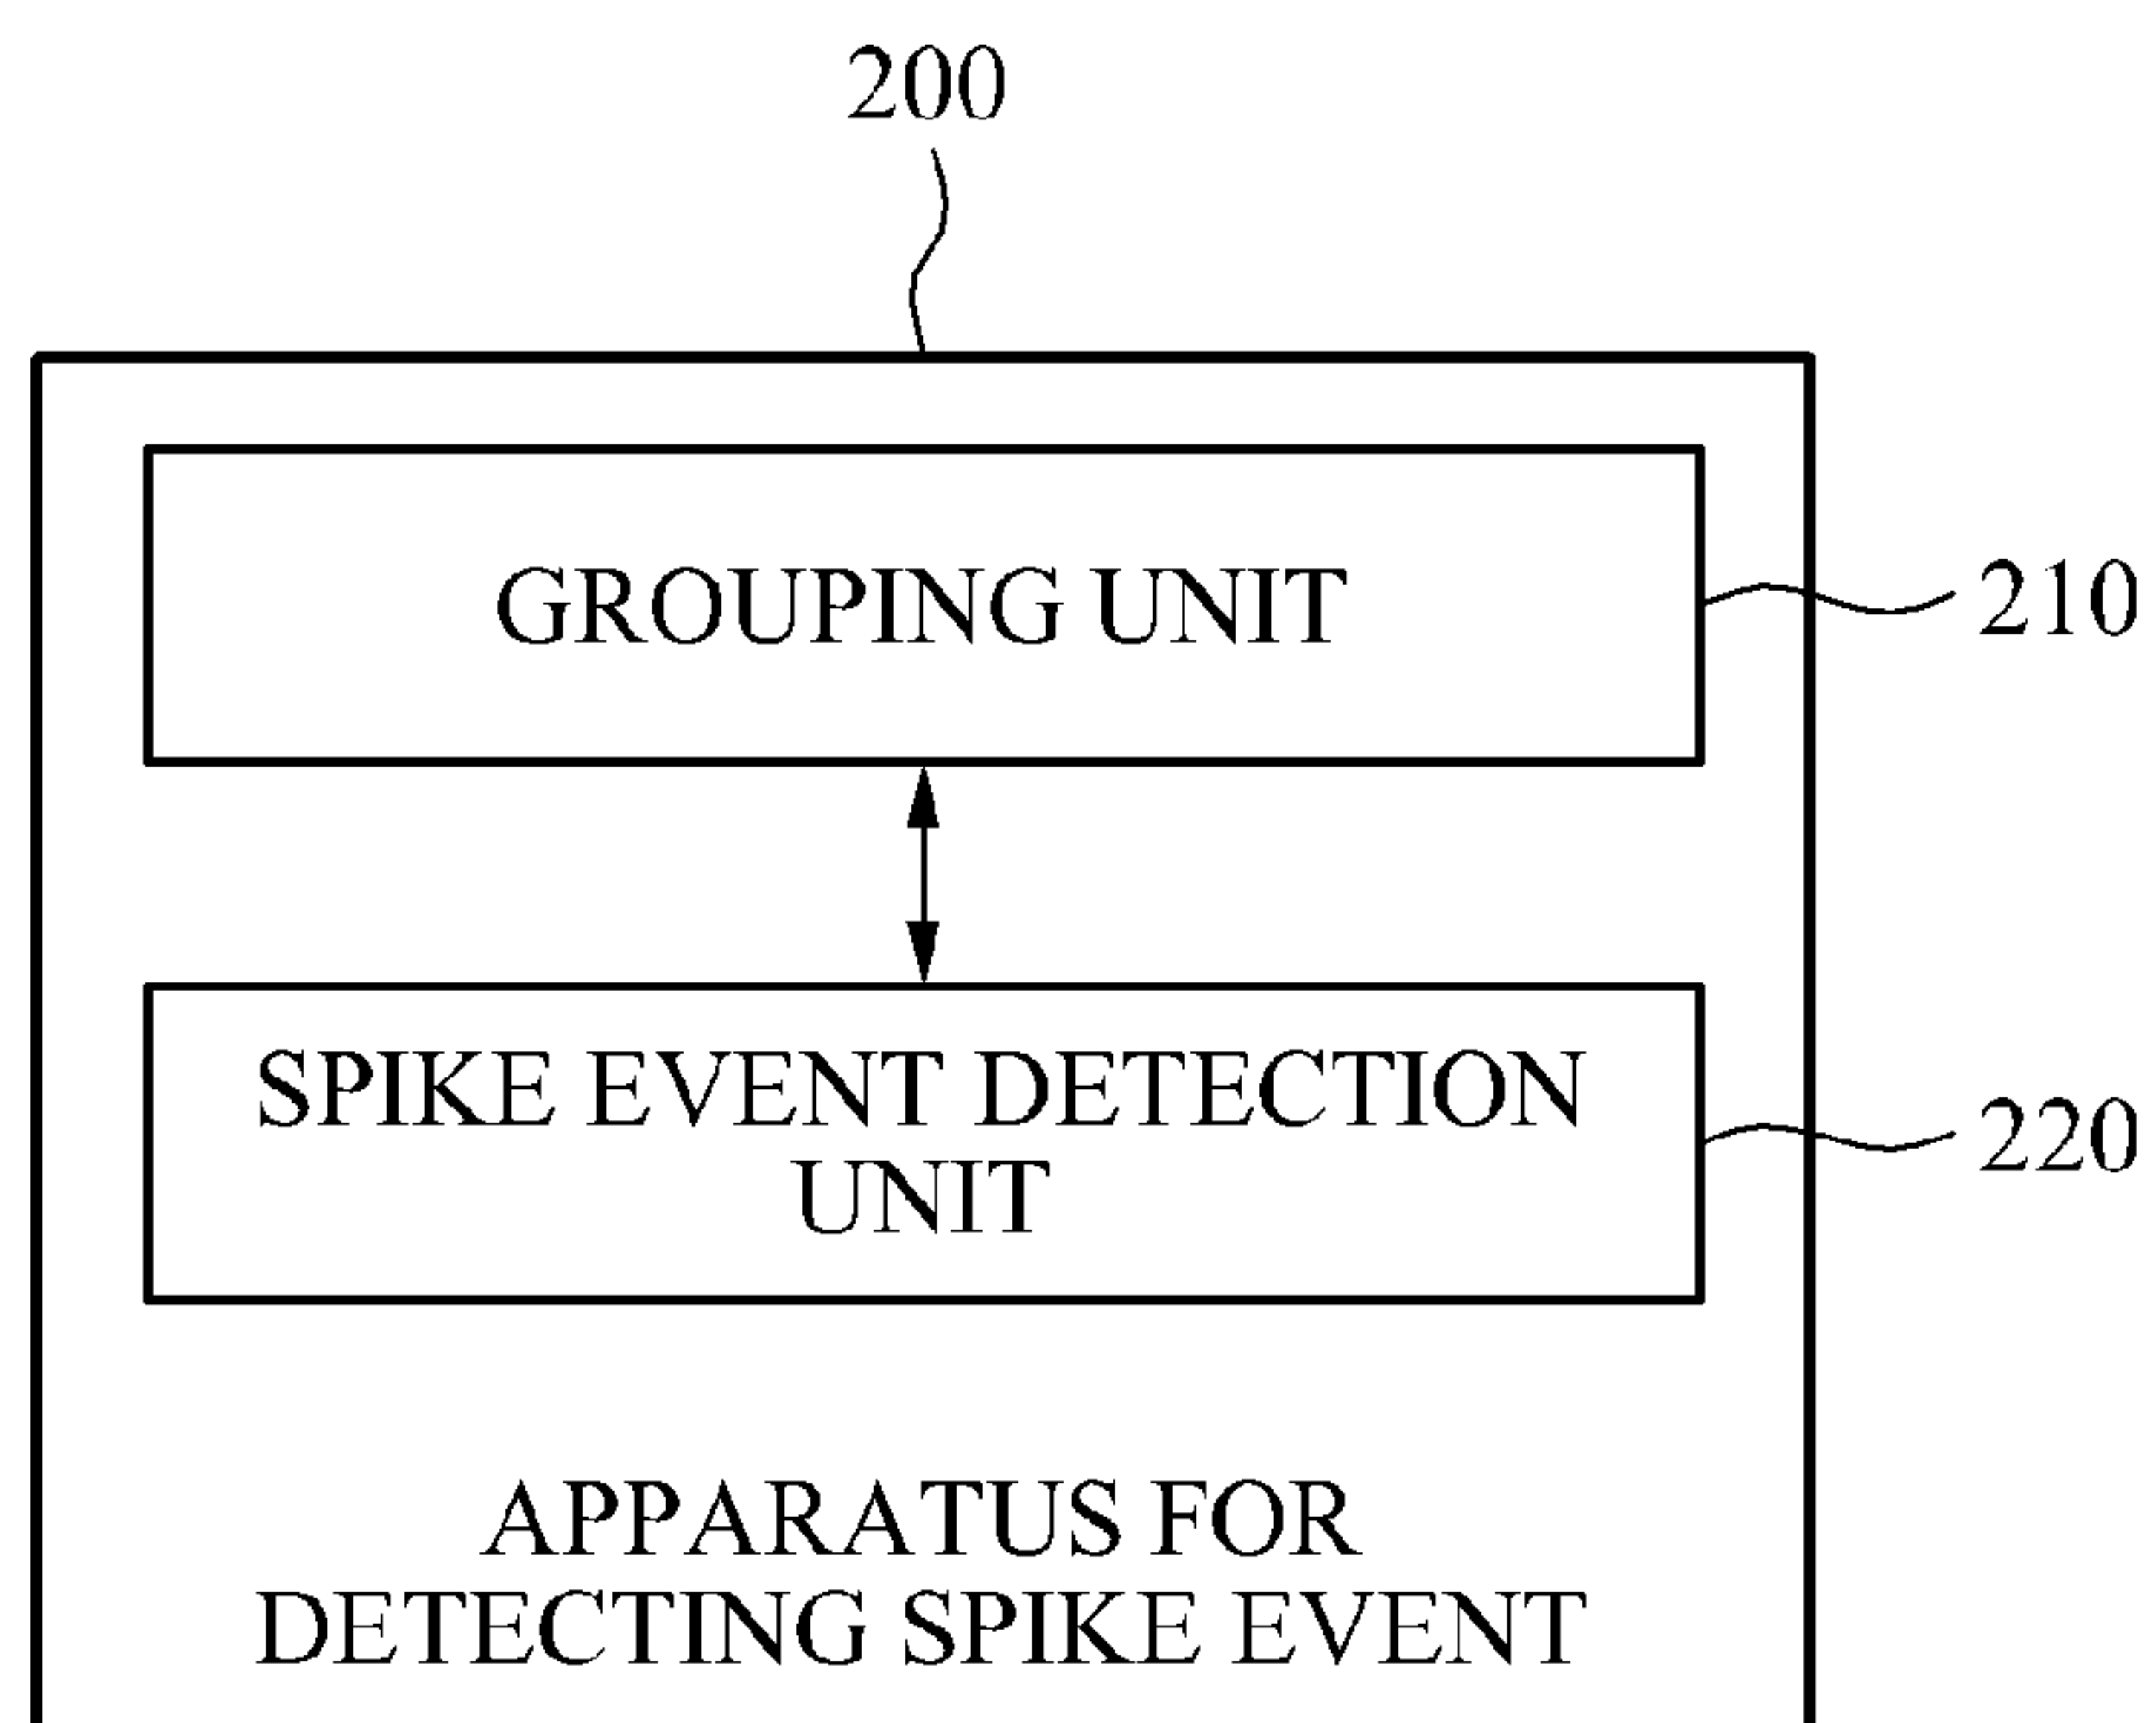 200
GROUPING UNIT
210
SPIKE EVENT DETECTION
UNIT
220
APPARATUS FOR
DETECTING SPIKE EVENT